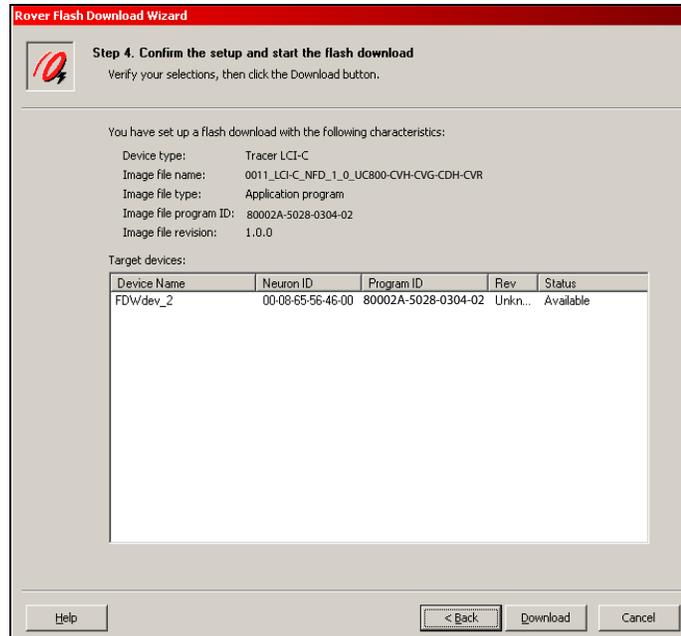 Rover Flash Download Wizard
Step 4. Confirm the setup and start the flash download
Verify your selections, then click the Download button.
You have set up a flash download with the following characteristics:
Device type: Tracer LCI-C
Image file name: 0011_LCI-C_NFD_1_0_UC800-CVH-CVG-CDH-CVR
Image file type: Application program
Image file program ID: 80002A-5028-0304-02
Image file revision: 1.0.0
Target devices:
Device Name Neuron ID Program ID Rev Status
FDWdev_2 00-08-65-56-46-00 80002A-5028-0304-02 Unkn... Available
Help < Back Download Cancel